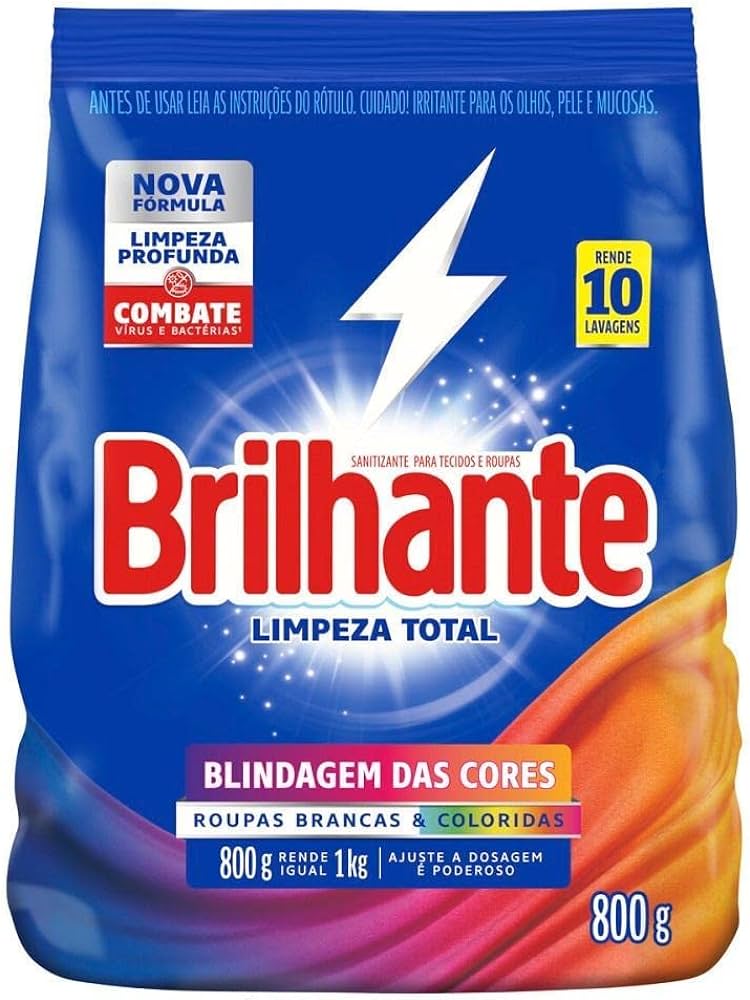 ANTES DE USAR LEIA AS INSTRUÇÕES DO RÓTULO. CUIDADO! IRRITANTE PARA OS OLHOS, PELE E MUCOSAS.
NOVA
FÓRMULA
LIMPEZA
PROFUNDA
COMBATE
VÍRUS E BACTÉRIAS¹
RENDE
10
LAVAGENS
SANITIZANTE PARA TECIDOS E ROUPAS
Brilhante
LIMPEZA TOTAL
BLINDAGEM DAS CORES
ROUPAS BRANCAS & COLORIDAS
800g RENDE IGUAL 1kg
AJUSTE A DOSAGEM
É PODEROSO
800g